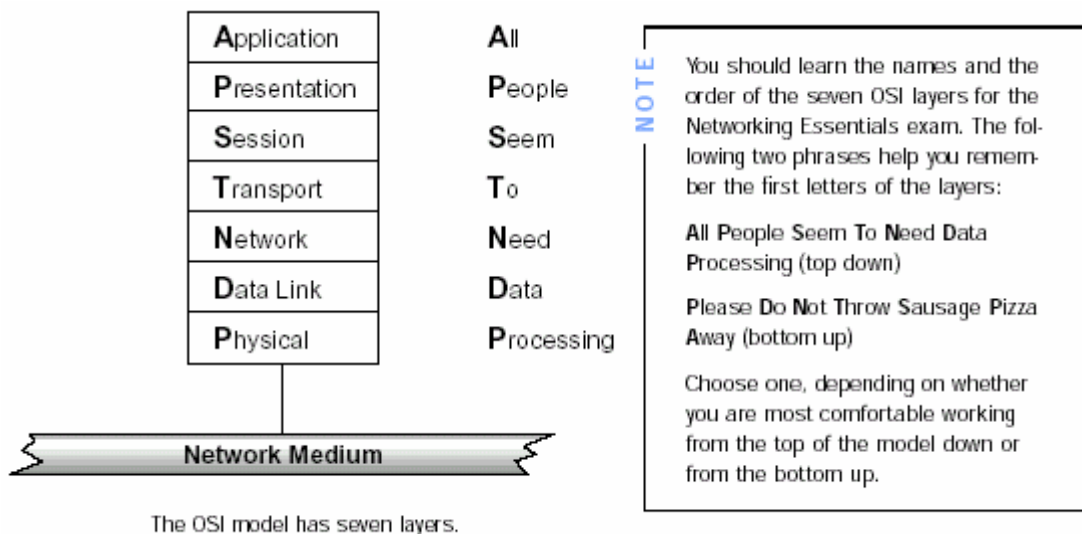 Application
All
Presentation
People
Session
Seem
Transport
To
Network
Need
Data Link
Data
Physical
Processing
Network Medium
The OSI model has seven layers.
NOTE
You should learn the names and the
order of the seven OSI layers for the
Networking Essentials exam. The fol-
lowing two phrases help you remem-
ber the first letters of the layers:
All People Seem To Need Data
Processing (top down)
Please Do Not Throw Sausage Pizza
Away (bottom up)
Choose one, depending on whether
you are most comfortable working
from the top of the model down or
from the bottom up.